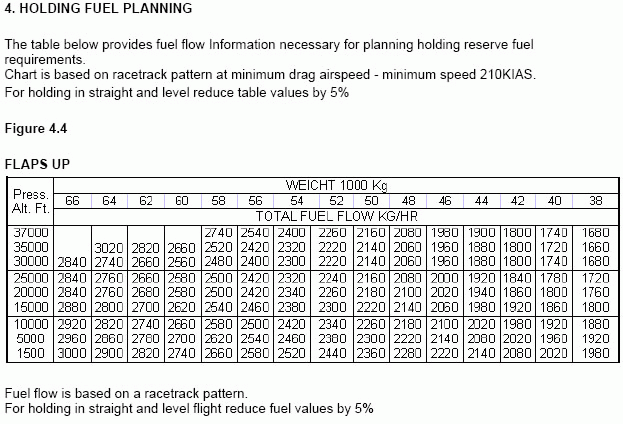 4. HOLDING FUEL PLANNING
The table below provides fuel flow Information necessary for planning holding reserve fuel
requirements.
Chart is based on racetrack pattern at minimum drag airspeed - minimum speed 210KIAS.
For holding in straight and level reduce table values by 5%
Figure 4.4
FLAPS UP
Press. Alt. Ft.
WEICHT 1000 Kg
66 64 62 60 58 56 54 52 50 48 46 44 42 40 38
TOTAL FUEL FLOW KG/HR
37000 2740 2540 2400 2260 2160 2080 1980 1900 1800 1740 1680
35000 3020 2820 2660 2520 2420 2320 2220 2140 2060 1960 1880 1800 1720 1660
30000 2840 2740 2660 2560 2480 2400 2300 2220 2140 2060 1960 1880 1800 1740 1680
25000 2840 2760 2660 2580 2500 2420 2320 2240 2160 2080 2000 1920 1840 1780 1720
20000 2840 2760 2680 2580 2500 2420 2340 2260 2180 2100 2020 1940 1860 1800 1760
15000 2880 2800 2700 2620 2540 2460 2380 2300 2220 2140 2060 1980 1920 1860 1800
10000 2920 2820 2740 2660 2580 2500 2420 2340 2260 2180 2100 2020 1980 1920 1880
5000 2960 2860 2780 2700 2620 2540 2460 2380 2300 2220 2140 2080 2020 1960 1920
1500 3000 2900 2820 2740 2660 2580 2520 2440 2360 2280 2220 2140 2080 2020 1980
Fuel flow is based on a racetrack pattern.
For holding in straight and level flight reduce fuel values by 5%